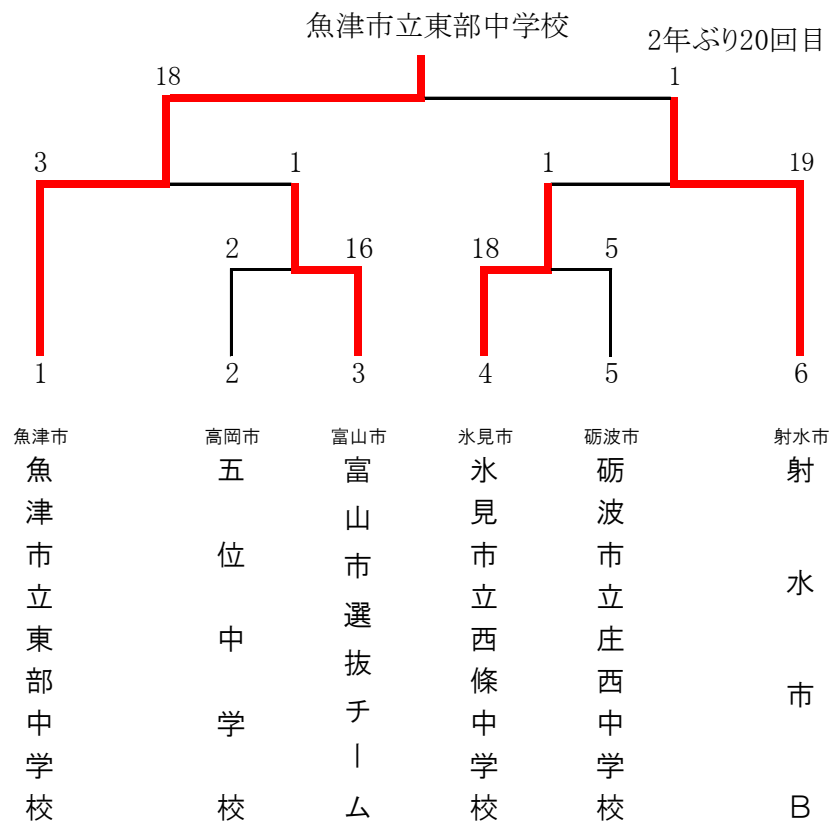 魚津市立東部中学校
2年ぶり20回目
18
1
3
1
1
19
2
16
18
5
1
2
3
4
5
6
魚津市
高岡市
富山市
氷見市
砺波市
射水市
魚津市立東部中学校
五位中学校
富山市選抜チーム
氷見市立西條中学校
砺波市立庄西中学校
射水市B